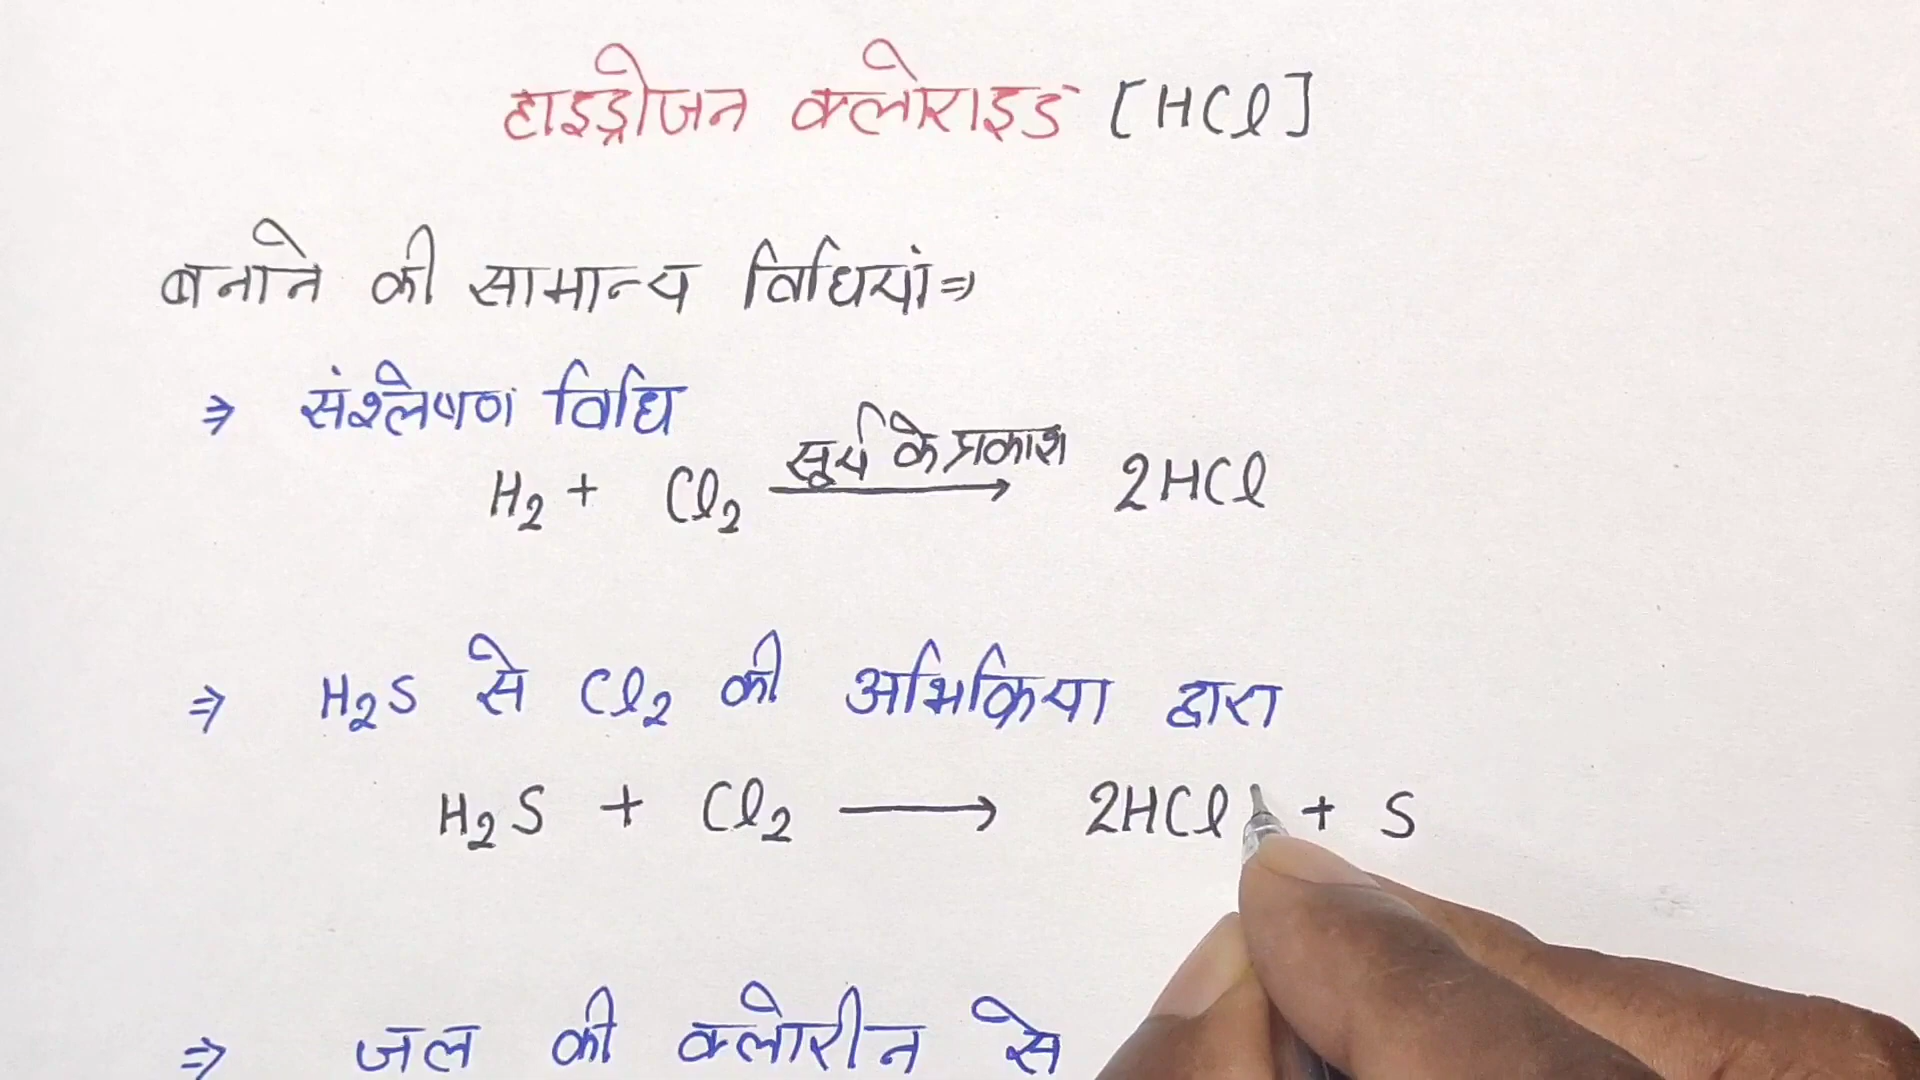 हाइड्रोजन क्लोराइड [HCl]
बनाने की सामान्य विधियां⇒
⇒ संश्लेषण विधि
H₂ + Cl₂ सूर्य के प्रकाश → 2HCl
⇒ H₂S से Cl₂ की अभिक्रिया द्वारा
H₂S + Cl₂ ⟶ 2HCl + S
⇒ जल की क्लोरीन से